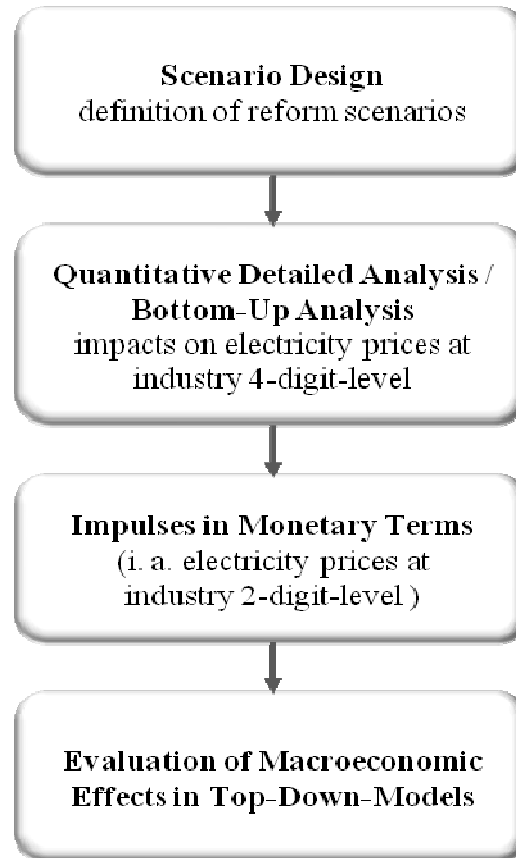 Scenario Design
definition of reform scenarios
Quantitative Detailed Analysis /
Bottom-Up Analysis
impacts on electricity prices at
industry 4-digit-level
Impulses in Monetary Terms
(i. a. electricity prices at
industry 2-digit-level )
Evaluation of Macroeconomic
Effects in Top-Down-Models